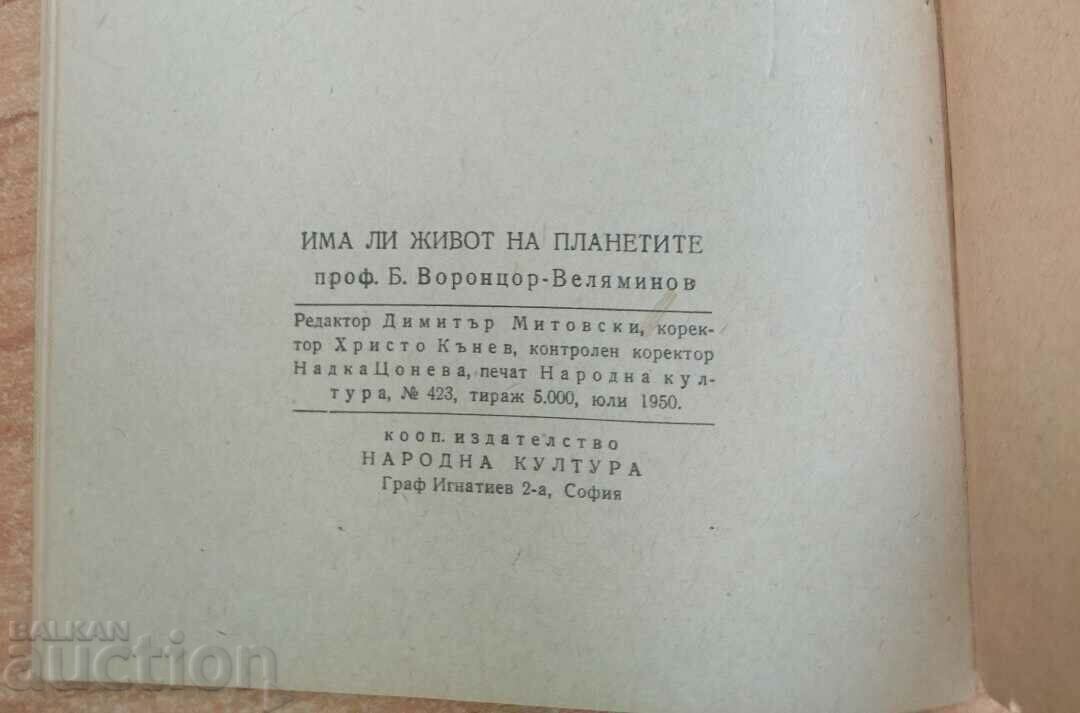 ИМА ЛИ ЖИВОТ НА ПЛАНЕТИТЕ
проф. Б. Воронцор-Веляминов
Редактор Димитър Митовски, корек-
тор Христо Кънев, контролен коректор
НадкаЦонева, печат Народна кул-
тура, № 423, тираж 5.000, юли 1950.
кооп. издателство
НАРОДНА КУЛТУРА
Граф Игнатиев 2-а, София
BALKAN
auction